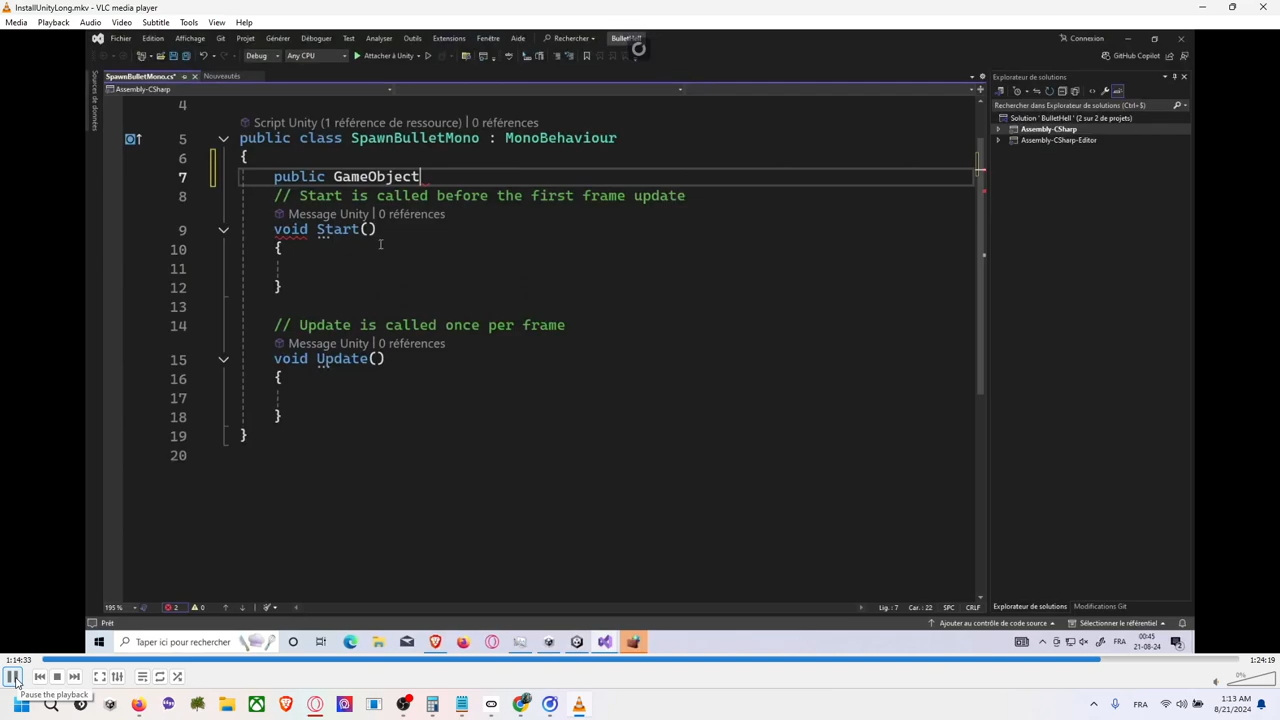 InstallUnityLong.mkv - VLC media player
Media Playback Audio Video Subtitle Tools View Help
Fichier Edition Affichage Git Projet Générer Déboguer Test Analyser Outils Extensions Fenêtre Aide Rechercher BulletHell Connexion
Debug Any CPU Attacher à Unity GitHub Copilot
SpawnBulletMono.cs* Nouveautés Explorateur de solutions
Assembly-CSharp
Sources de données
Rechercher dans Explorateur de solutions (Ctrl+$)
Solution 'BulletHell' (2 sur 2 de projets)
Assembly-CSharp
Assembly-CSharp-Editor
4
Script Unity (1 référence de ressource) | 0 références
5 public class SpawnBulletMono : MonoBehaviour
6 {
7 public GameObject
8 // Start is called before the first frame update
Message Unity | 0 références
9 void Start()
10 {
11
12 }
13
14 // Update is called once per frame
Message Unity | 0 références
15 void Update()
16 {
17
18 }
19 }
20
195 % 2 0 Lig : 7 Car. : 22 SPC CRLF Explorateur de solutions Modifications Git
Prêt Ajouter au contrôle de code source Sélectionner le référentiel
Taper ici pour rechercher FRA 00:45
21-08-24
1:14:33 1:24:19
Pause the playback 0%
FR 1:13 AM
8/21/2024